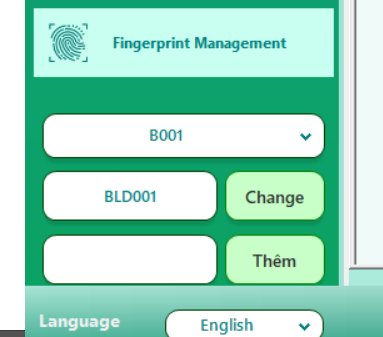 Fingerprint Management
B001
BLD001 Change
Thêm
Language English